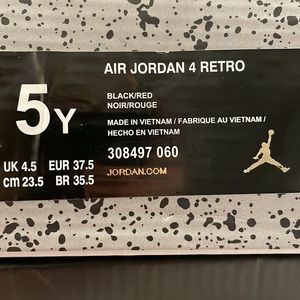 AIR JORDAN 4 RETRO
5Y
BLACK/RED
NOIR/ROUGE
MADE IN VIETNAM / FABRIQUE AU VIETNAM /
HECHO EN VIETNAM
UK 4.5 EUR 37.5
308497 060
CM 23.5 BR 35.5
JORDAN.COM